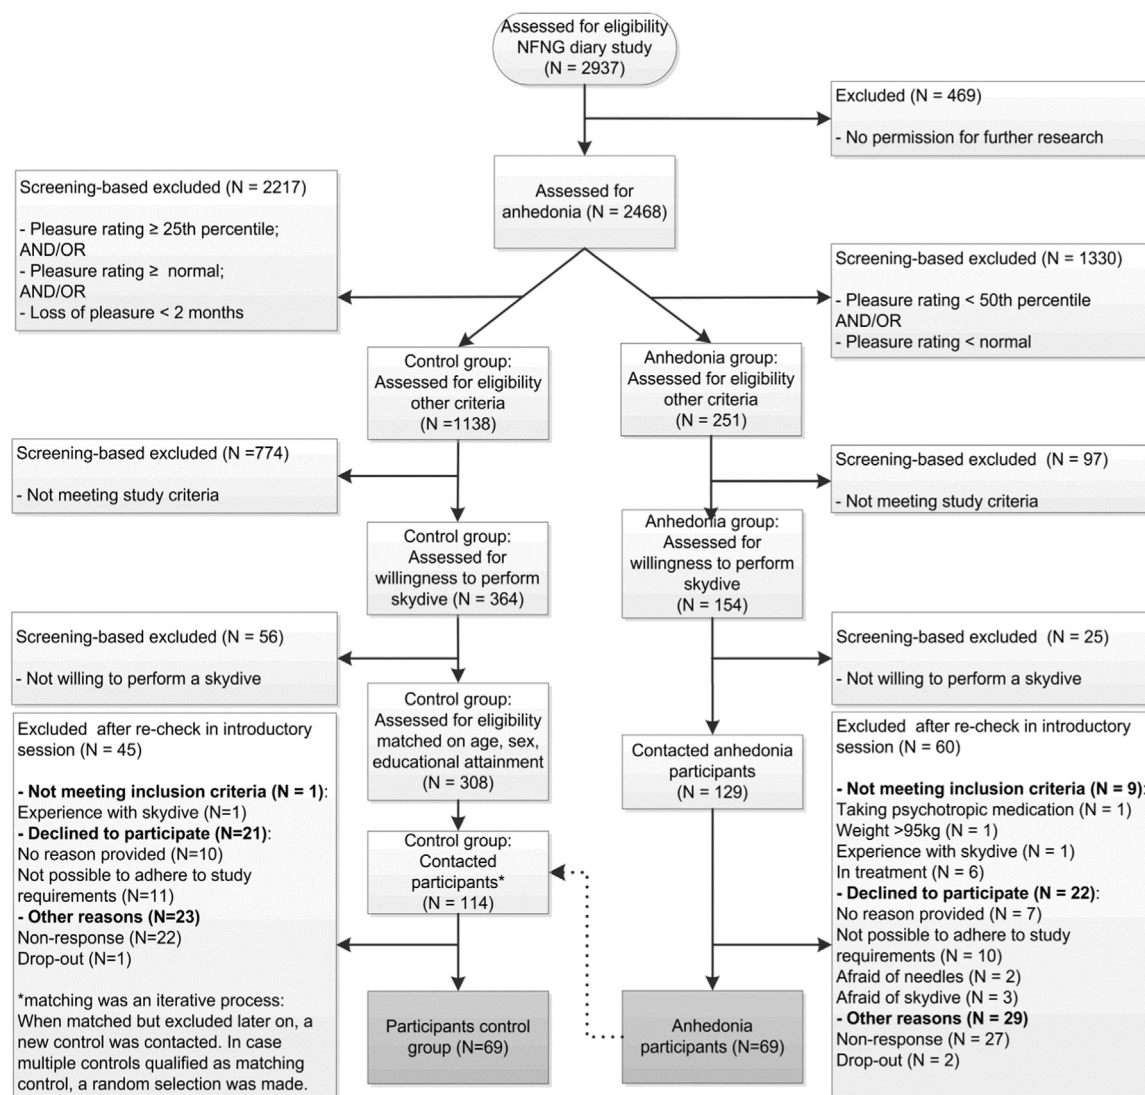 Assessed for eligibility
NFNG diary study
(N = 2937)
Excluded (N = 469)
- No permission for further research
Assessed for
anhedonia (N = 2468)
Screening-based excluded (N = 2217)
- Pleasure rating ≥ 25th percentile;
AND/OR
- Pleasure rating ≥  normal;
AND/OR
- Loss of pleasure < 2 months
Screening-based excluded (N = 1330)
- Pleasure rating < 50th percentile
AND/OR
- Pleasure rating < normal
Control group:
Assessed for eligibility
other criteria
(N =1138)
Anhedonia group:
Assessed for eligibility
other criteria
(N = 251)
Screening-based excluded (N =774)
- Not meeting study criteria
Screening-based excluded  (N = 97)
- Not meeting study criteria
Control group:
Assessed for
willingness to perform
skydive (N = 364)
Anhedonia group:
Assessed for
willingness to perform
skydive
(N = 154)
Screening-based excluded (N = 56)
- Not willing to perform a skydive
Screening-based excluded  (N = 25)
- Not willing to perform a skydive
Control group:
Assessed for eligibility
matched on age, sex,
educational attainment
(N = 308)
Contacted anhedonia
participants
(N = 129)
Control group:
Contacted
participants*
(N = 114)
Excluded  after re-check in introductory
session (N = 45)
- Not meeting inclusion criteria (N = 1):
Experience with skydive (N=1)
- Declined to participate (N=21):
No reason provided (N=10)
Not possible to adhere to study
requirements (N=11)
- Other reasons (N=23)
Non-response (N=22)
Drop-out (N=1)
*matching was an iterative process:
When matched but excluded later on, a
new control was contacted. In case
multiple controls qualified as matching
control, a random selection was made.
Excluded  after re-check in introductory
session (N = 60)
- Not meeting inclusion criteria (N = 9):
Taking psychotropic medication (N = 1)
Weight >95kg (N = 1)
Experience with skydive (N = 1)
In treatment (N = 6)
- Declined to participate (N = 22):
No reason provided (N = 7)
Not possible to adhere to study
requirements (N = 10)
Afraid of needles (N = 2)
Afraid of skydive (N = 3)
- Other reasons (N = 29)
Non-response (N = 27)
Drop-out (N = 2)
Participants control
group (N=69)
Anhedonia
participants (N=69)